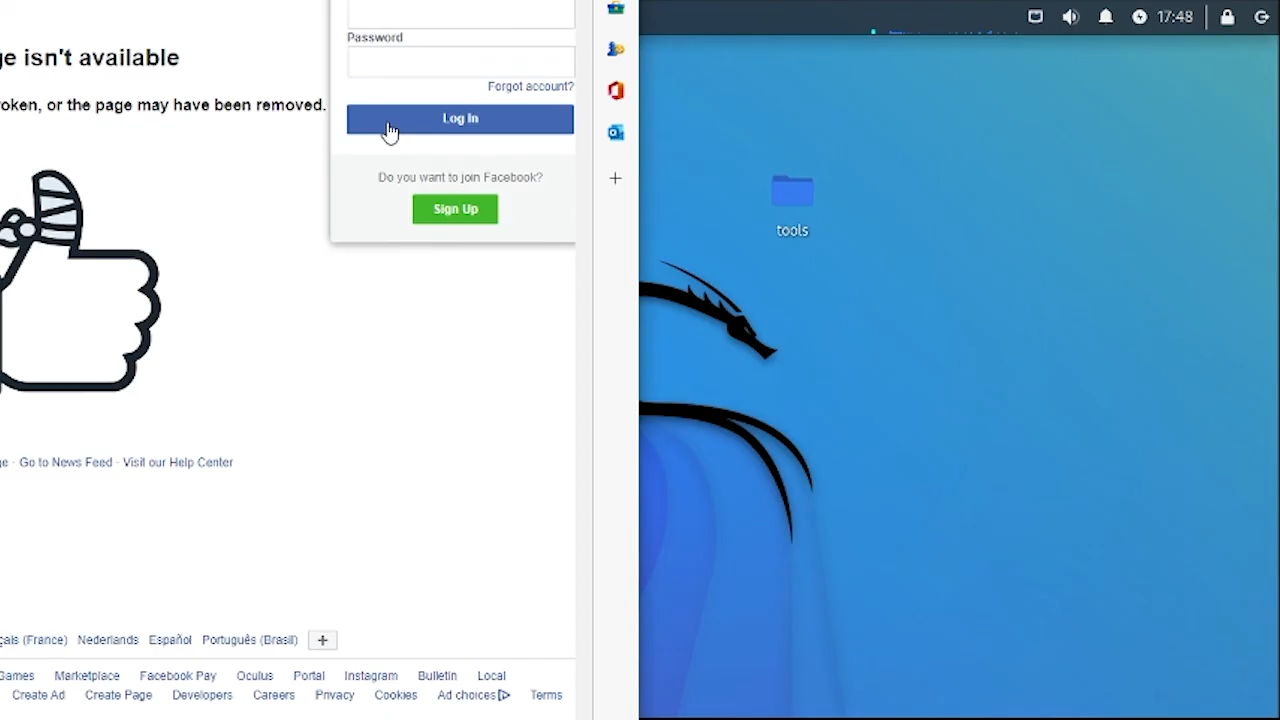 ge isn't available
roken, or the page may have been removed.
Password
Forgot account?
Log In
Do you want to join Facebook?
Sign Up
ge · Go to News Feed · Visit our Help Center
çais (France) Nederlands Español Português (Brasil) +
Games Marketplace Facebook Pay Oculus Portal Instagram Bulletin Local
Create Ad Create Page Developers Careers Privacy Cookies Ad choices Terms
17:48
tools